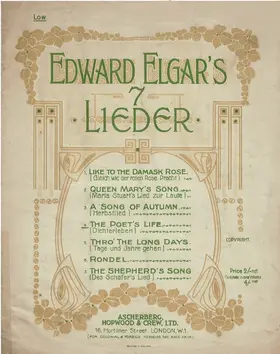 Low
EDWARD ELGAR'S
7
LIEDER
1. LIKE TO THE DAMASK ROSE.
(Gleich wie der roten Rose Pracht)
2. QUEEN MARY'S SONG
(Maria Stuart's Lied zur Laute)
3. A SONG OF AUTUMN
(Herbstlied)
4. THE POET'S LIFE
(Dichterleben)
5. THRO' THE LONG DAYS
(Tage und Jahre gehen)
6. RONDEL
7. THE SHEPHERD'S SONG
(Des Schäfer's Lied)
COPYRIGHT.
Price 2/-net
ASCHERBERG,
HOPWOOD & CREW, LTD.
16, Mortimer Street, LONDON, W.1.